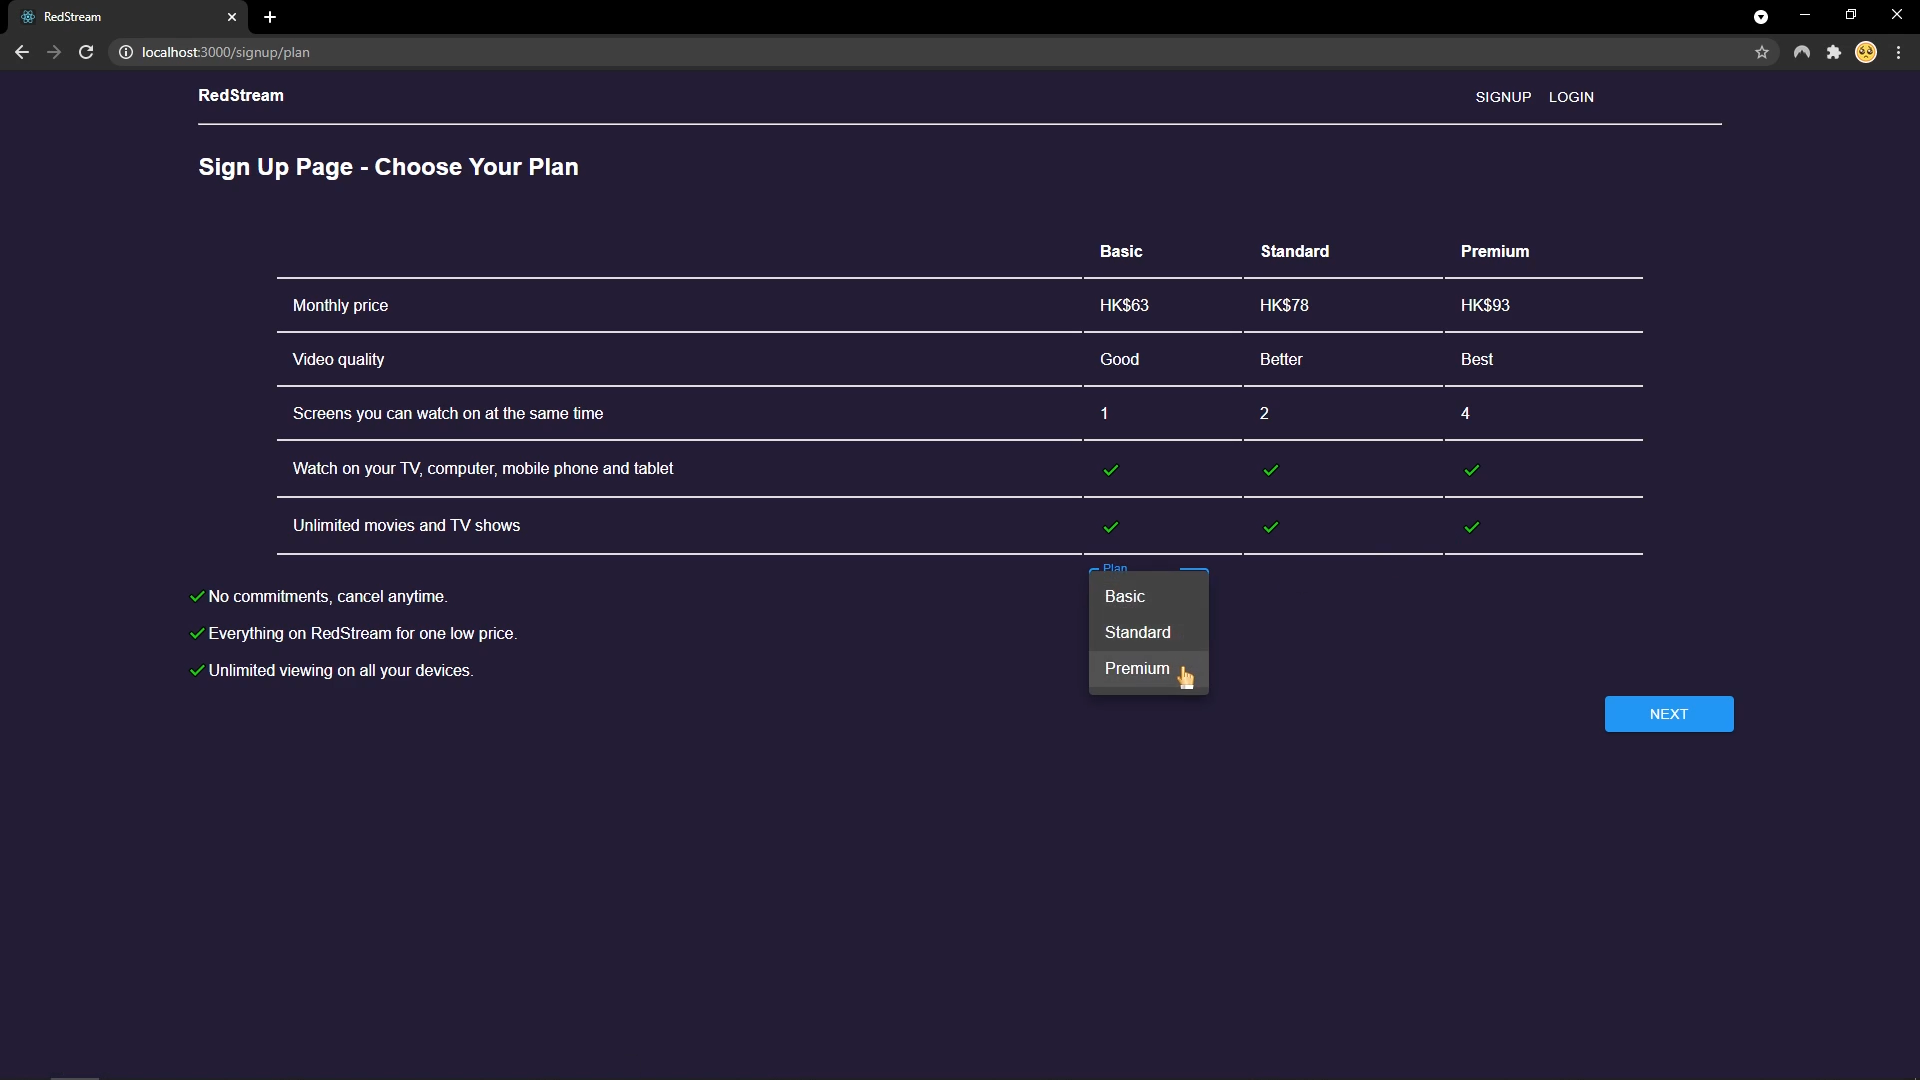 RedStream
localhost:3000/signup/plan
RedStream SIGNUP LOGIN
Sign Up Page - Choose Your Plan
Basic Standard Premium
Monthly price HK$63 HK$78 HK$93
Video quality Good Better Best
Screens you can watch on at the same time 1 2 4
Watch on your TV, computer, mobile phone and tablet
Unlimited movies and TV shows
Plan
No commitments, cancel anytime.
Everything on RedStream for one low price.
Unlimited viewing on all your devices.
Basic
Standard
Premium
NEXT